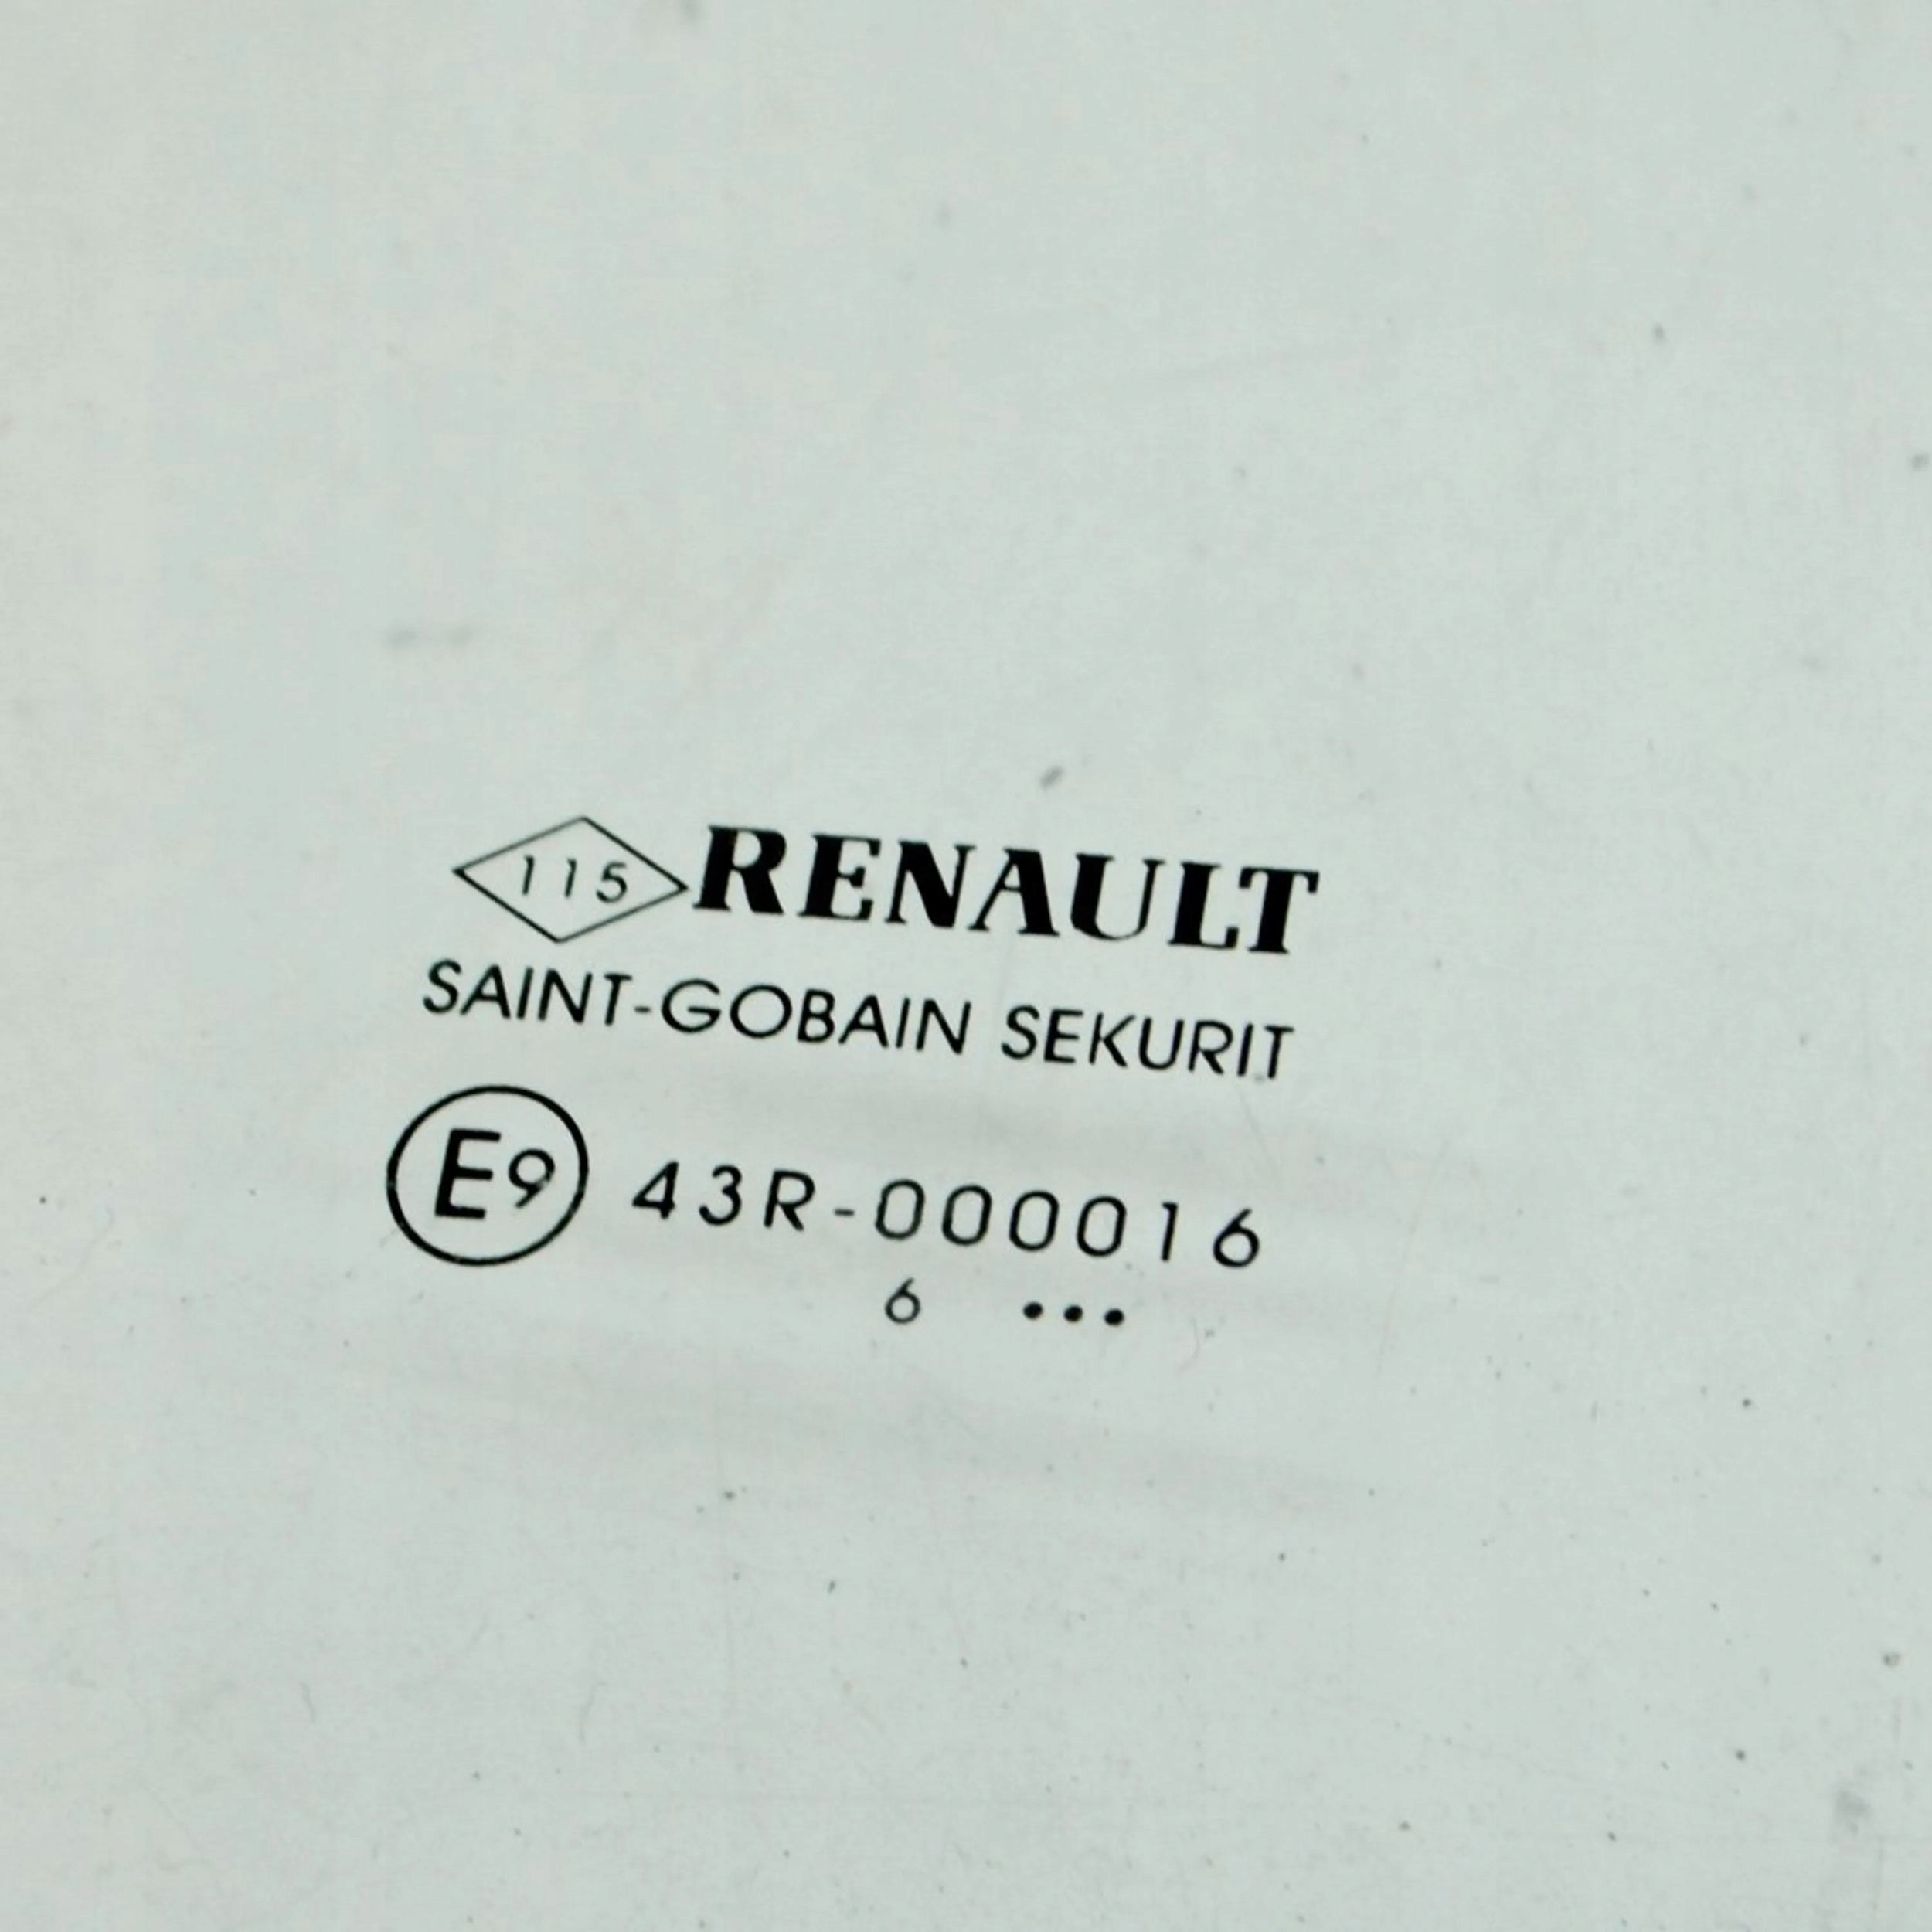 115 RENAULT
SAINT-GOBAIN SEKURIT
E9 43R-000016
6 •••